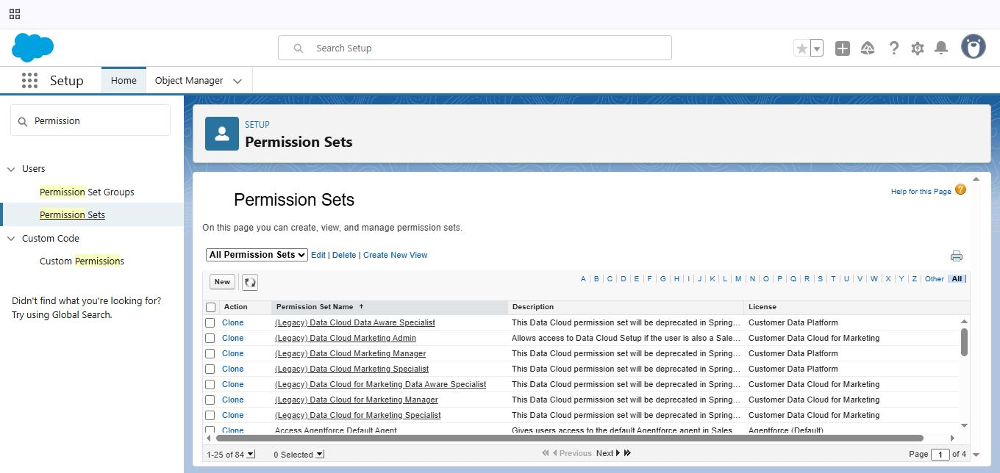 Search Setup
Setup
Home
Object Manager
Permission
Users
Permission Set Groups
Permission Sets
Custom Code
Custom Permissions
Didn't find what you're looking for?
Try using Global Search.
SETUP
Permission Sets
Help for this Page ?
Permission Sets
On this page you can create, view, and manage permission sets.
All Permission Sets Edit | Delete | Create New View
New
A | B | C | D | E | F | G | H | I | J | K | L | M | N | O | P | Q | R | S | T | U | V | W | X | Y | Z | Other | All |
Action Permission Set Name ↑ Description License
Clone (Legacy) Data Cloud Data Aware Specialist This Data Cloud permission set will be deprecated in Spring... Customer Data Platform
Clone (Legacy) Data Cloud Marketing Admin Allows access to Data Cloud Setup if the user is also a Sale... Customer Data Cloud for Marketing
Clone (Legacy) Data Cloud Marketing Manager This Data Cloud permission set will be deprecated in Spring... Customer Data Platform
Clone (Legacy) Data Cloud Marketing Specialist This Data Cloud permission set will be deprecated in Spring... Customer Data Platform
Clone (Legacy) Data Cloud for Marketing Data Aware Specialist This Data Cloud permission set will be deprecated in Spring... Customer Data Cloud for Marketing
Clone (Legacy) Data Cloud for Marketing Manager This Data Cloud permission set will be deprecated in Spring... Customer Data Cloud for Marketing
Clone (Legacy) Data Cloud for Marketing Specialist This Data Cloud permission set will be deprecated in Spring... Customer Data Cloud for Marketing
Clone Access Agentforce Default Agent Gives users access to the default Agentforce agent in Sales Agentforce (Default)
1-25 of 84 0 Selected Previous Next Page 1 of 4